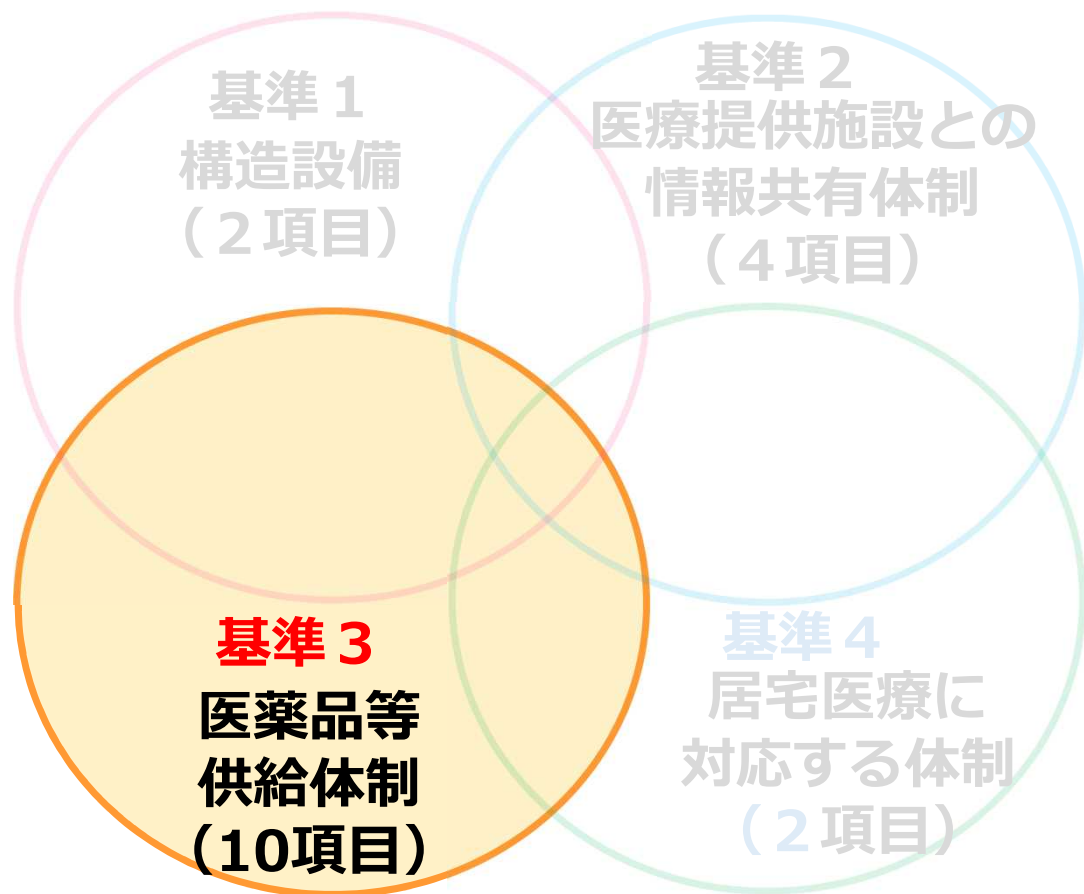 基準１
構造設備
（２項目）
基準２
医療提供施設との
情報共有体制
（４項目）
基準３
医薬品等
供給体制
（10項目）
基準４
居宅医療に
対応する体制
（２項目）